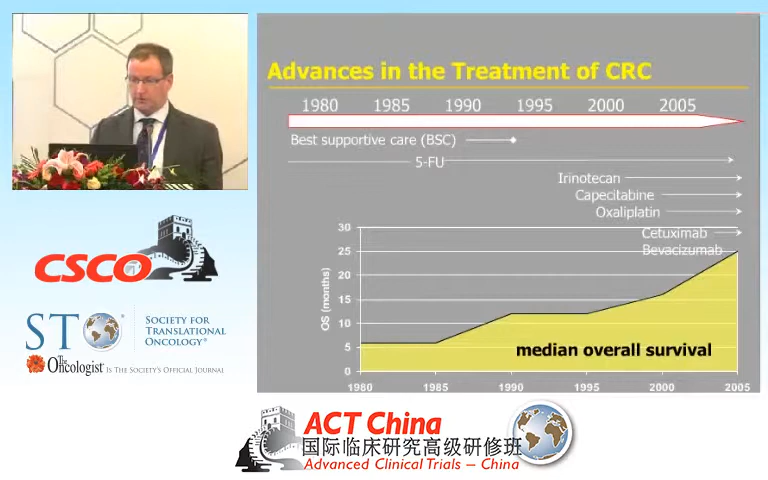 Advances in the Treatment of CRC
1980 1985 1990 1995 2000 2005
Best supportive care (BSC)
5-FU
Irinotecan
Capecitabine
Oxaliplatin
Cetuximab
Bevacizumab
30
25
20
15
10
5
0
OS (months)
median overall survival
1980 1985 1990 1995 2000 2005
CSCO
STO
SOCIETY FOR
TRANSLATIONAL
ONCOLOGY®
The Oncologist IS THE SOCIETY'S OFFICIAL JOURNAL
ACT China
国际临床研究高级研修班
Advanced Clinical Trials – China